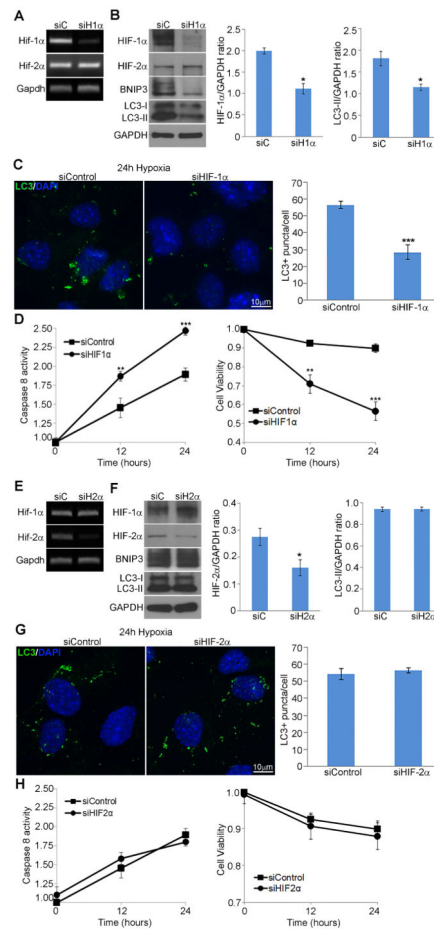 A
siC siH1α
Hif-1α
Hif-2α
Gapdh
B
siC siH1α
HIF-1α
HIF-2α
BNIP3
LC3-I
LC3-II
GAPDH
HIF-1α/GAPDH ratio
2.5
2.0
1.5
1.0
0.5
0
*
siC siH1α
LC3-II/GAPDH ratio
2.5
2.0
1.5
1.0
0.5
0
*
siC siH1α
C
24h Hypoxia
siControl siHIF-1α
LC3/DAPI
10μm
LC3+ puncta/cell
70
60
50
40
30
20
10
0
***
siControl siHIF-1α
D
Caspase 8 activity
2.50
2.25
2.00
1.75
1.50
1.25
1.00
siControl
siHIF1α
**
***
0 12 24
Time (hours)
Cell Viability
1.0
0.9
0.8
0.7
0.6
0.5
0.4
**
***
siControl
siHIF1α
0 12 24
Time (hours)
E
siC siH2α
Hif-1α
Hif-2α
Gapdh
F
siC siH2α
HIF-1α
HIF-2α
BNIP3
LC3-I
LC3-II
GAPDH
HIF-2α/GAPDH ratio
0.4
0.3
0.2
0.1
0
*
siC siH2α
LC3-II/GAPDH ratio
1.0
0.8
0.6
0.4
0.2
0
siC siH2α
G
24h Hypoxia
siControl siHIF-2α
LC3/DAPI
10μm
LC3+ puncta/cell
70
60
50
40
30
20
10
0
siControl siHIF-2α
H
Caspase 8 activity
2.50
2.25
2.00
1.75
1.50
1.25
1.00
siControl
siHIF2α
0 12 24
Time (hours)
Cell Viability
1.0
0.9
0.8
0.7
siControl
siHIF2α
0 12 24
Time (hours)